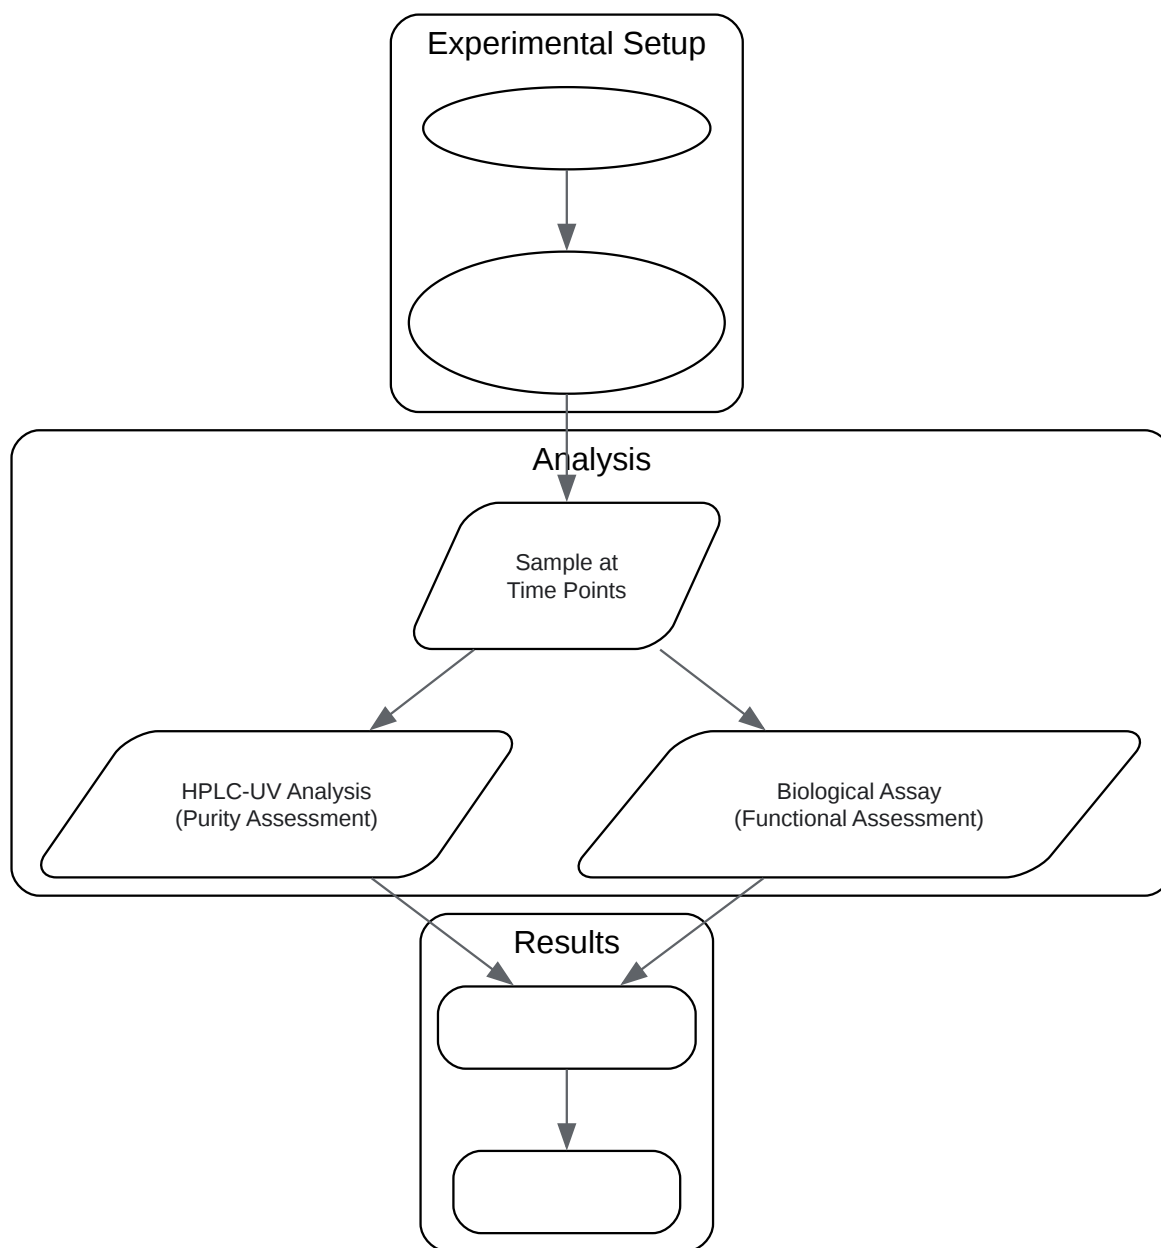 Experimental Setup
Analysis
Sample at
Time Points
HPLC-UV Analysis
(Purity Assessment)
Biological Assay
(Functional Assessment)
Results